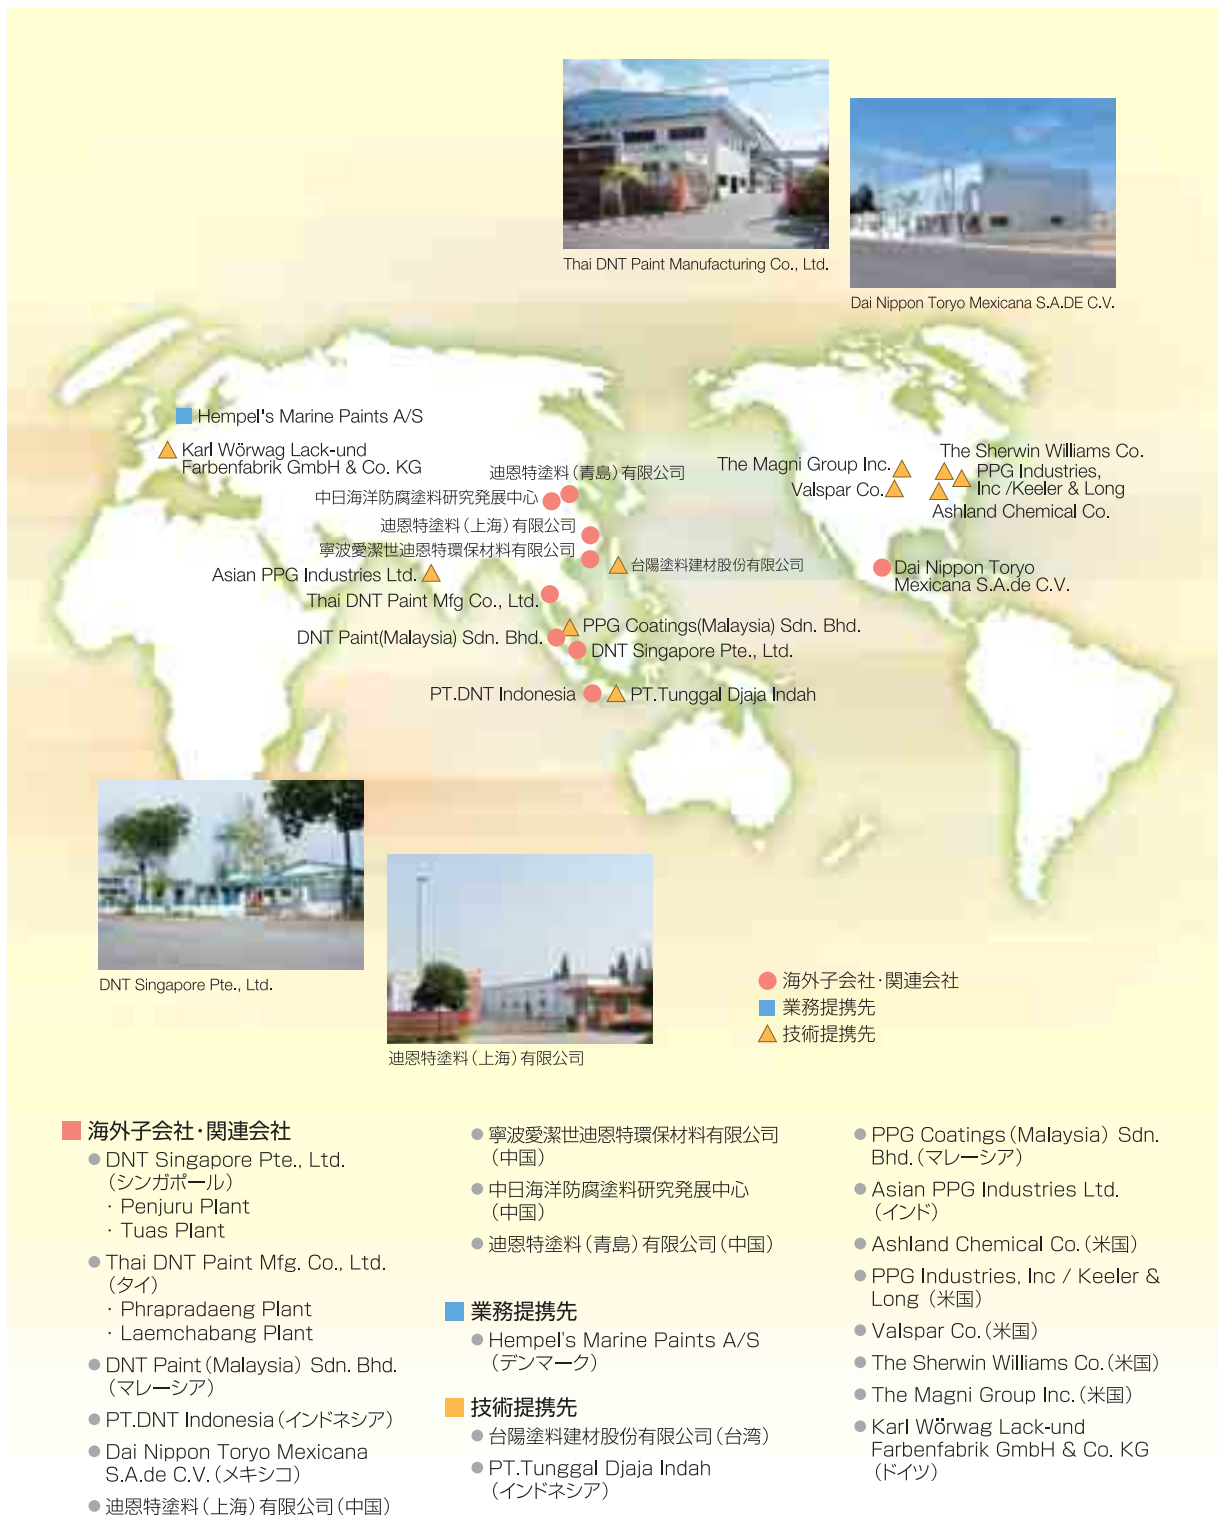 Thai DNT Paint Manufacturing Co., Ltd.
Dai Nippon Toryo Mexicana S.A.DE C.V.
Hempel's Marine Paints A/S
Karl Wörwag Lack-und
Farbenfabrik GmbH & Co. KG
迪恩特塗料（青島）有限公司
中日海洋防腐塗料研究発展中心
迪恩特塗料（上海）有限公司
寧波愛潔世迪恩特環保材料有限公司
台陽塗料建材股份有限公司
Asian PPG Industries Ltd.
Thai DNT Paint Mfg Co., Ltd.
PPG Coatings(Malaysia) Sdn. Bhd.
DNT Paint(Malaysia) Sdn. Bhd.
DNT Singapore Pte., Ltd.
PT.DNT Indonesia
PT.Tunggal Djaja Indah
The Sherwin Williams Co.
The Magni Group Inc.
PPG Industries,
Inc /Keeler & Long
Valspar Co.
Ashland Chemical Co.
Dai Nippon Toryo
Mexicana S.A.de C.V.
DNT Singapore Pte., Ltd.
迪恩特塗料（上海）有限公司
海外子会社・関連会社
業務提携先
技術提携先
海外子会社・関連会社
DNT Singapore Pte., Ltd.
（シンガポール）
・Penjuru Plant
・Tuas Plant
Thai DNT Paint Mfg. Co., Ltd.
（タイ）
・Phrapradaeng Plant
・Laemchabang Plant
DNT Paint（Malaysia）Sdn. Bhd.
（マレーシア）
PT.DNT Indonesia（インドネシア）
Dai Nippon Toryo Mexicana
S.A.de C.V.（メキシコ）
迪恩特塗料（上海）有限公司（中国）
寧波愛潔世迪恩特環保材料有限公司
（中国）
中日海洋防腐塗料研究発展中心
（中国）
迪恩特塗料（青島）有限公司（中国）
業務提携先
Hempel's Marine Paints A/S
（デンマーク）
技術提携先
台陽塗料建材股份有限公司（台湾）
PT.Tunggal Djaja Indah
（インドネシア）
PPG Coatings（Malaysia）Sdn.
Bhd.（マレーシア）
Asian PPG Industries Ltd.
（インド）
Ashland Chemical Co.（米国）
PPG Industries, Inc / Keeler &
Long（米国）
Valspar Co.（米国）
The Sherwin Williams Co.（米国）
The Magni Group Inc.（米国）
Karl Wörwag Lack-und
Farbenfabrik GmbH & Co. KG
（ドイツ）